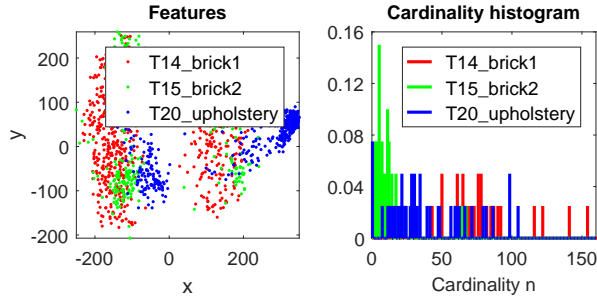 Features
T14_brick1
T15_brick2
T20_upholstery
200
100
0
-100
-200
y
-200
0
200
x
Cardinality histogram
T14_brick1
T15_brick2
T20_upholstery
0.16
0.12
0.08
0.04
0
0
50
100
150
Cardinality n